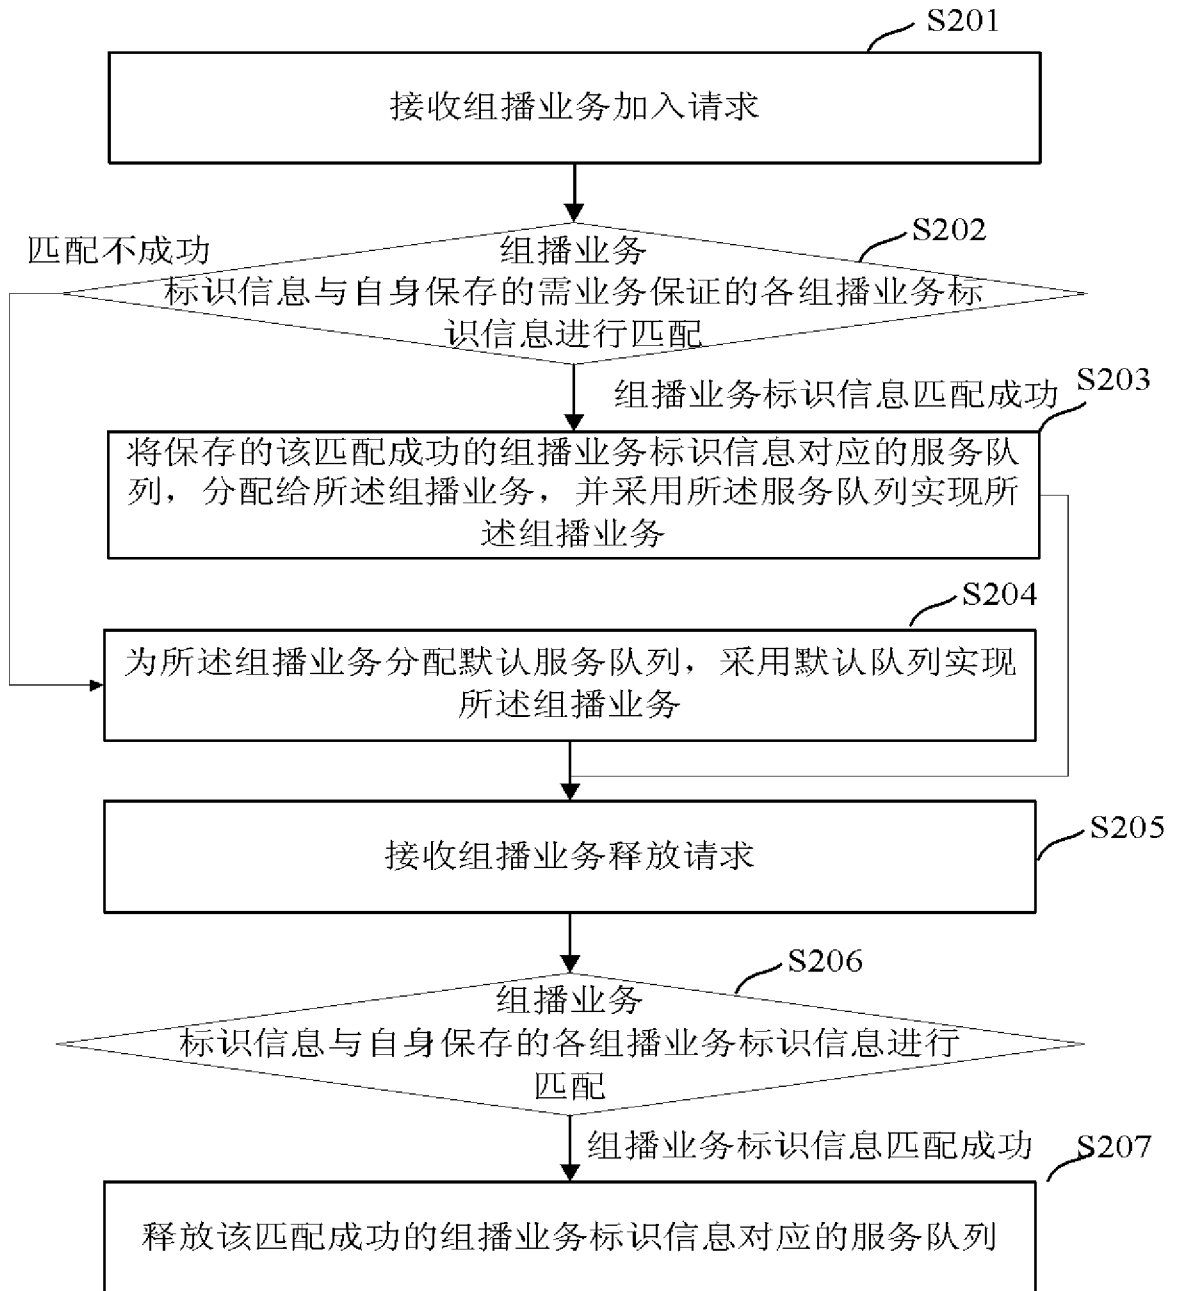 S201
接收组播业务加入请求
S202
匹配不成功
组播业务
标识信息与自身保存的需业务保证的各组播业务标
识信息进行匹配
组播业务标识信息匹配成功
S203
将保存的该匹配成功的组播业务标识信息对应的服务队
列，分配给所述组播业务，并采用所述服务队列实现所
述组播业务
S204
为所述组播业务分配默认服务队列，采用默认队列实现
所述组播业务
S205
接收组播业务释放请求
S206
组播业务
标识信息与自身保存的各组播业务标识信息进行
匹配
组播业务标识信息匹配成功
S207
释放该匹配成功的组播业务标识信息对应的服务队列